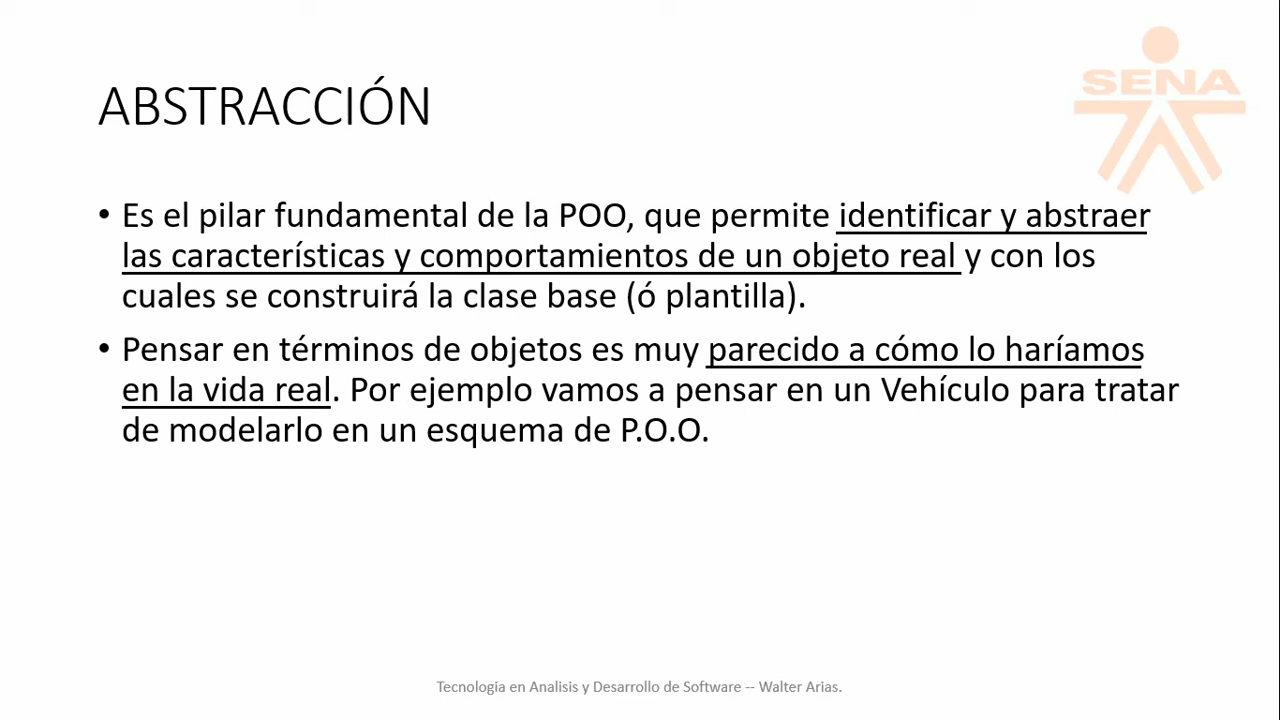 SENA
ABSTRACCIÓN
• Es el pilar fundamental de la POO, que permite identificar y abstraer
las características y comportamientos de un objeto real y con los
cuales se construirá la clase base (ó plantilla).
• Pensar en términos de objetos es muy parecido a cómo lo haríamos
en la vida real. Por ejemplo vamos a pensar en un Vehículo para tratar
de modelarlo en un esquema de P.O.O.
Tecnologia en Analisis y Desarrollo de Software -- Walter Arias.